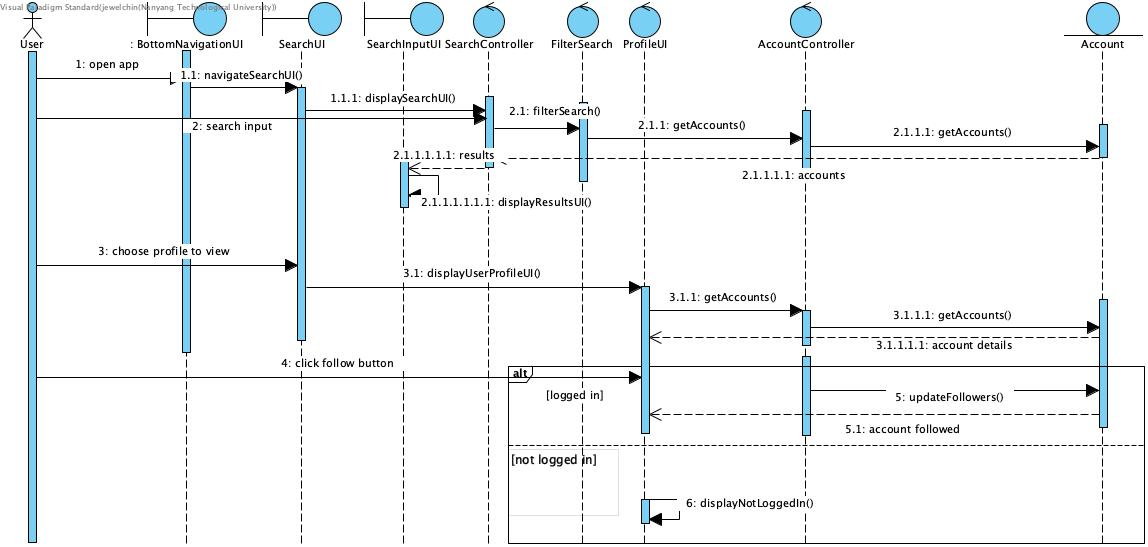 Visual Paradigm Standard(jewelchin(Nanyang Technological University))
User
: BottomNavigationUI
SearchUI
SearchInputUI
SearchController
FilterSearch
ProfileUI
AccountController
Account
1: open app
1.1: navigateSearchUI()
1.1.1: displaySearchUI()
2: search input
2.1: filterSearch()
2.1.1: getAccounts()
2.1.1.1: getAccounts()
2.1.1.1.1.1: results
2.1.1.1.1: accounts
2.1.1.1.1.1.1: displayResultsUI()
3: choose profile to view
3.1: displayUserProfileUI()
3.1.1: getAccounts()
3.1.1.1: getAccounts()
3.1.1.1.1: account details
4: click follow button
alt
[logged in]
5: updateFollowers()
5.1: account followed
[not logged in]
6: displayNotLoggedIn()